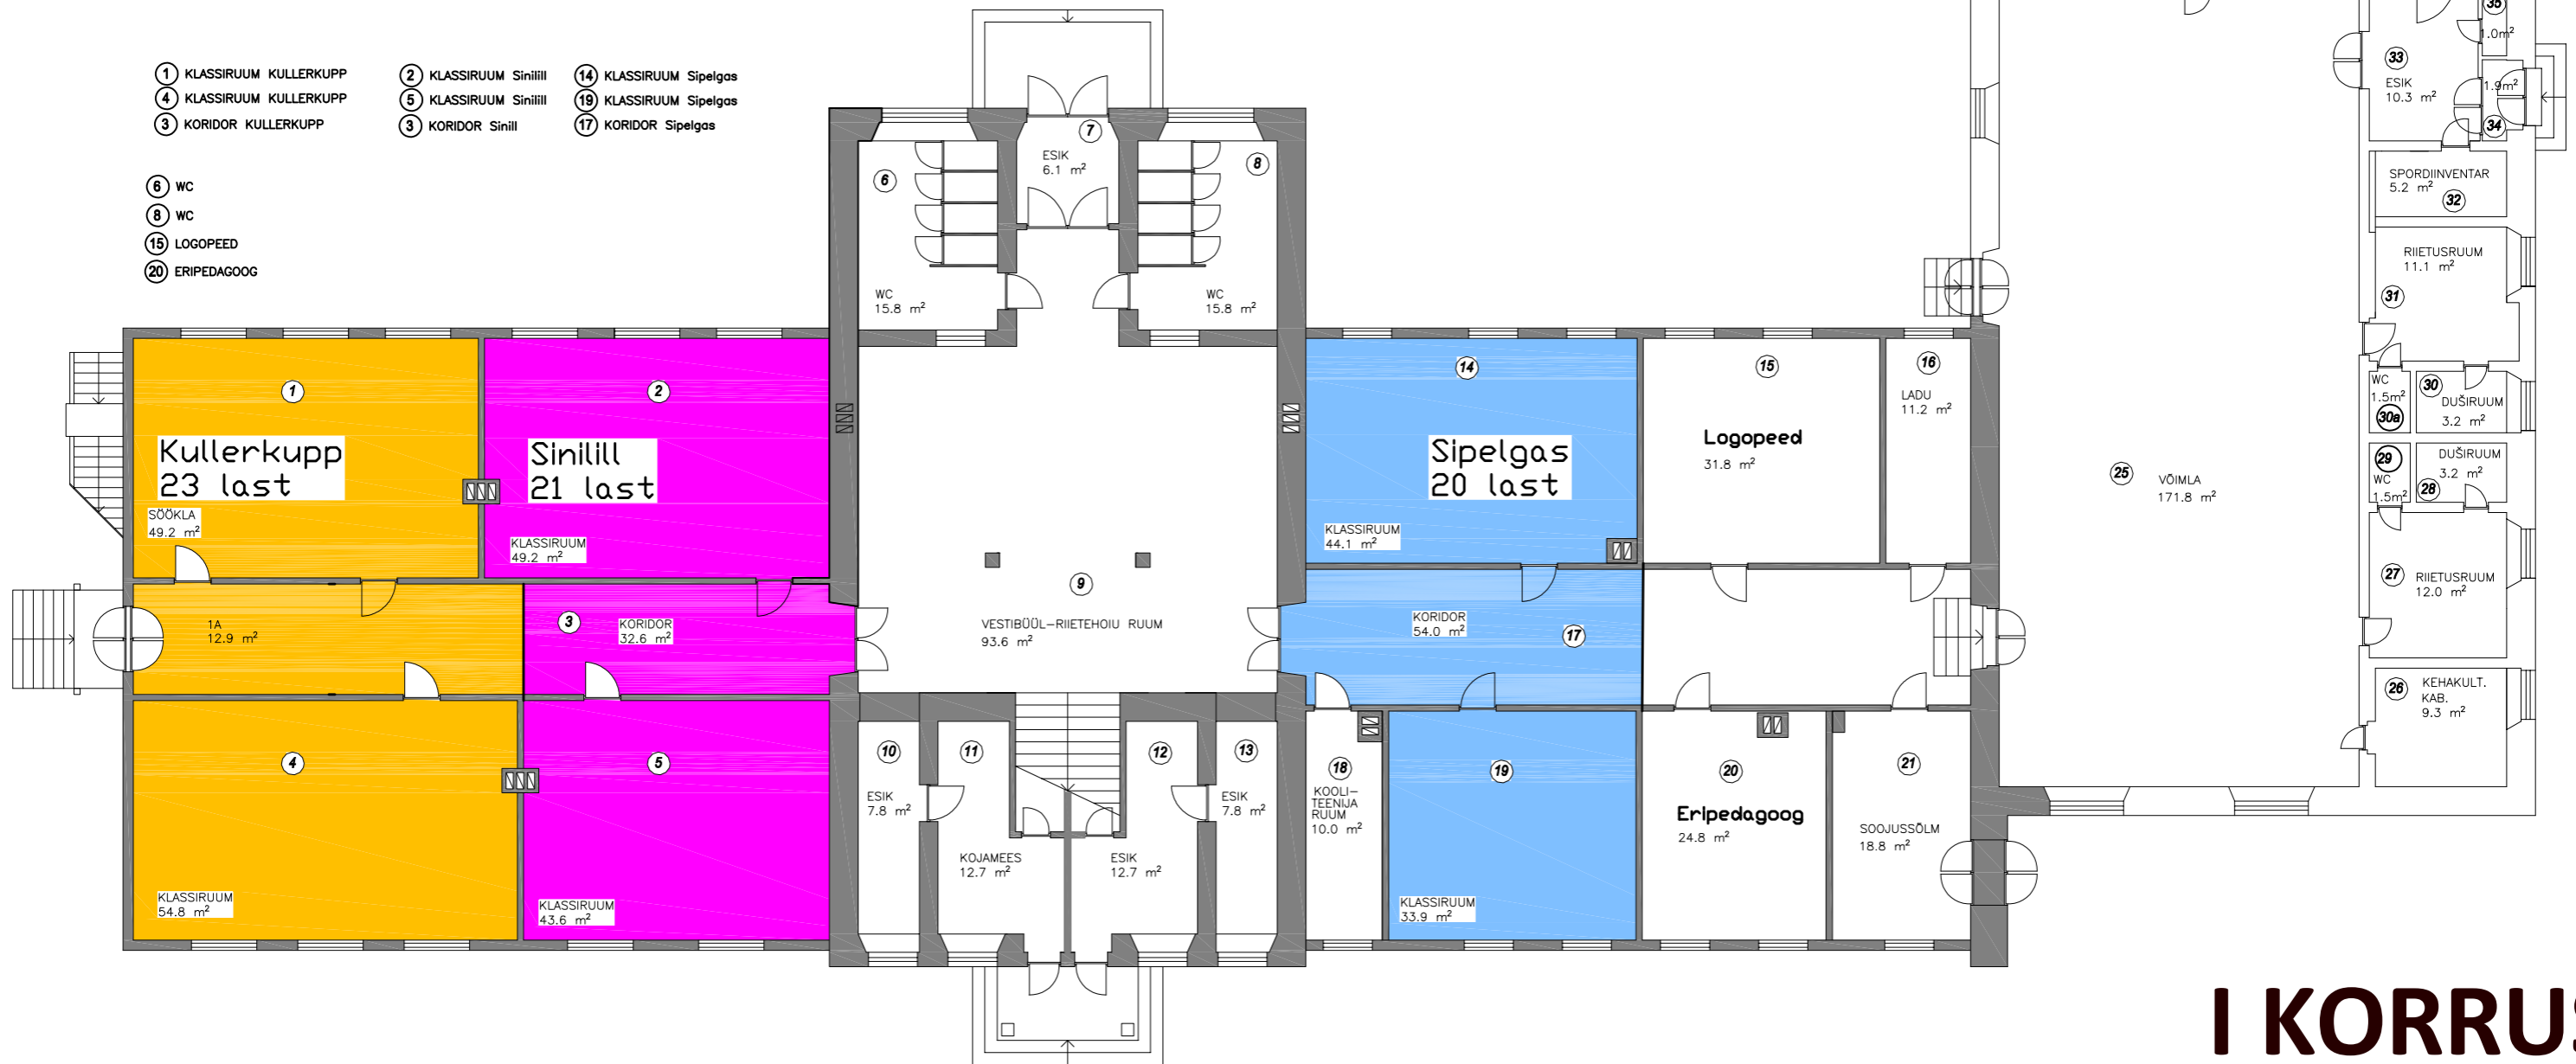 1 KLASSIRUUM KULLERKUPP
4 KLASSIRUUM KULLERKUPP
3 KORIDOR KULLERKUPP
2 KLASSIRUUM Sinilill
5 KLASSIRUUM Sinilill
3 KORIDOR Sinill
14 KLASSIRUUM Sipelgas
19 KLASSIRUUM Sipelgas
17 KORIDOR Sipelgas
6 WC
8 WC
15 LOGOPEED
20 ERIPEDAGOOG
7
ESIK
6.1 m²
6
WC
15.8 m²
8
WC
15.8 m²
1
Kullerkupp
23 last
SÖÖKLA
49.2 m²
2
Sinilill
21 last
KLASSIRUUM
49.2 m²
1A
12.9 m²
3
KORIDOR
32.6 m²
4
KLASSIRUUM
54.8 m²
5
KLASSIRUUM
43.6 m²
9
VESTIBÜÜL-RIIETEHOIU RUUM
93.6 m²
10
ESIK
7.8 m²
11
KOJAMEES
12.7 m²
12
ESIK
12.7 m²
13
ESIK
7.8 m²
14
Sipelgas
20 last
KLASSIRUUM
44.1 m²
15
Logopeed
31.8 m²
16
LADU
11.2 m²
KORIDOR
54.0 m²
17
18
KOOLI-
TEENIJA
RUUM
10.0 m²
19
KLASSIRUUM
33.9 m²
20
Eripedagoog
24.8 m²
21
SOOJUSSÕLM
18.8 m²
25
VÕIMLA
171.8 m²
35
1.0m²
33
ESIK
10.3 m²
1.9m²
34
SPORDIINVENTAR
5.2 m²
32
RIIETUSRUUM
11.1 m²
31
WC
1.5m²
30a
30
DUŠIRUUM
3.2 m²
29
WC
1.5m²
DUŠIRUUM
3.2 m²
28
27
RIIETUSRUUM
12.0 m²
26
KEHAKULT.
KAB.
9.3 m²
I KORRUS